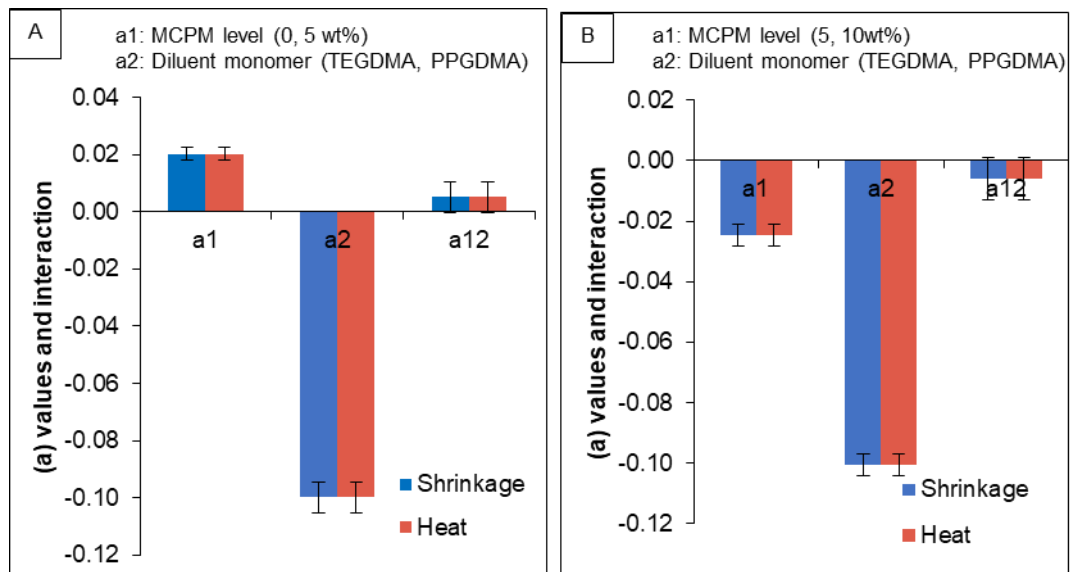 A
a1: MCPM level (0, 5 wt%)
a2: Diluent monomer (TEGDMA, PPGDMA)
(a) values and interaction
0.04
0.02
0.00
-0.02
-0.04
-0.06
-0.08
-0.10
-0.12
a1
a2
a12
Shrinkage
Heat
B
a1: MCPM level (5, 10wt%)
a2: Diluent monomer (TEGDMA, PPGDMA)
(a) values and interaction
0.02
0.00
-0.02
-0.04
-0.06
-0.08
-0.10
-0.12
a1
a2
a12
Shrinkage
Heat